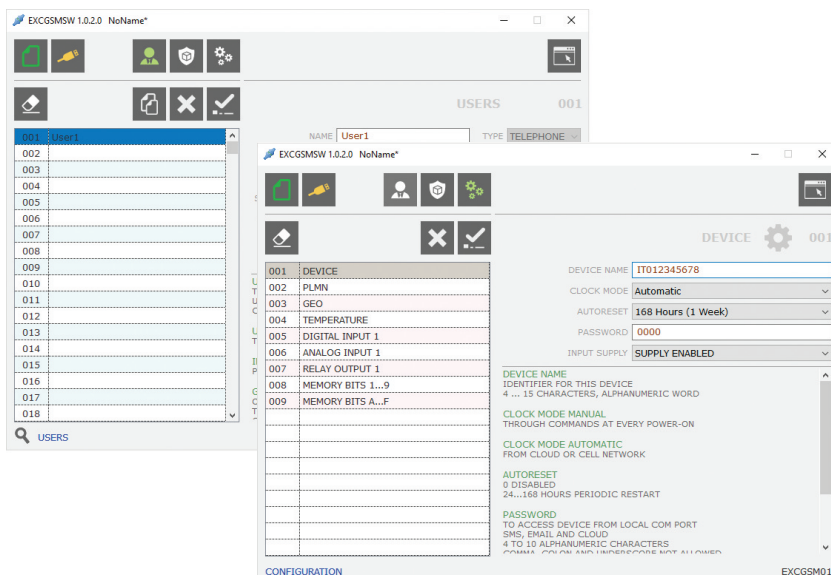 EXCGSMSW 1.0.2.0 NoName*
USERS 001
NAME User1 TYPE TELEPHONE
001 User1
002
003
004
005
006
007
008
009
010
011
012
013
014
015
016
017
018
USERS
EXCGSMSW 1.0.2.0 NoName*
DEVICE 001
001 DEVICE
002 PLMN
003 GEO
004 TEMPERATURE
005 DIGITAL INPUT 1
006 ANALOG INPUT 1
007 RELAY OUTPUT 1
008 MEMORY BITS 1...9
009 MEMORY BITS A...F
DEVICE NAME IT012345678
CLOCK MODE Automatic
AUTORESET 168 Hours (1 Week)
PASSWORD 0000
INPUT SUPPLY SUPPLY ENABLED
DEVICE NAME
IDENTIFIER FOR THIS DEVICE
4 ... 15 CHARACTERS, ALPHANUMERIC WORD
CLOCK MODE MANUAL
THROUGH COMMANDS AT EVERY POWER-ON
CLOCK MODE AUTOMATIC
FROM CLOUD OR CELL NETWORK
AUTORESET
0 DISABLED
24...168 HOURS PERIODIC RESTART
PASSWORD
TO ACCESS DEVICE FROM LOCAL COM PORT
SMS, EMAIL AND CLOUD
4 TO 10 ALPHANUMERIC CHARACTERS
COMMA, COLON AND UNDERSCORE NOT ALLOWED
CONFIGURATION
EXCGSM01